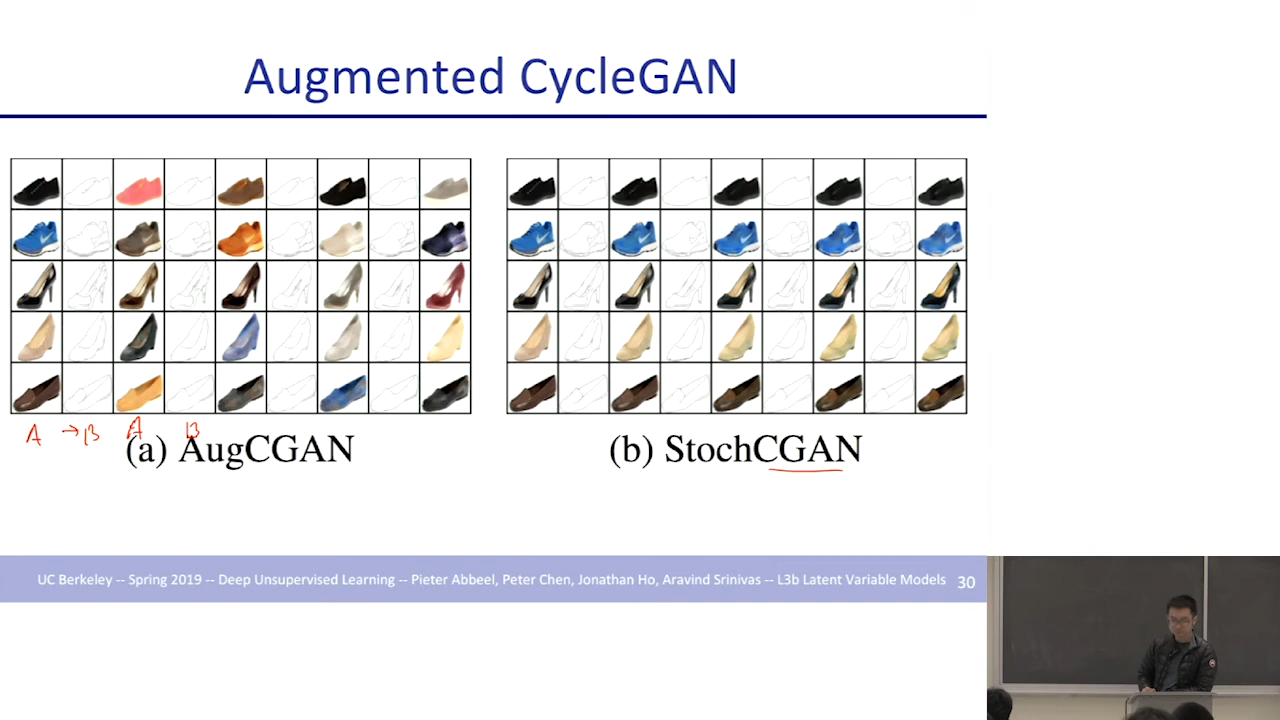 Augmented CycleGAN
A → B A B
(a) AugCGAN
(b) StochCGAN
UC Berkeley -- Spring 2019 -- Deep Unsupervised Learning -- Pieter Abbeel, Peter Chen, Jonathan Ho, Aravind Srinivas -- L3b Latent Variable Models 30